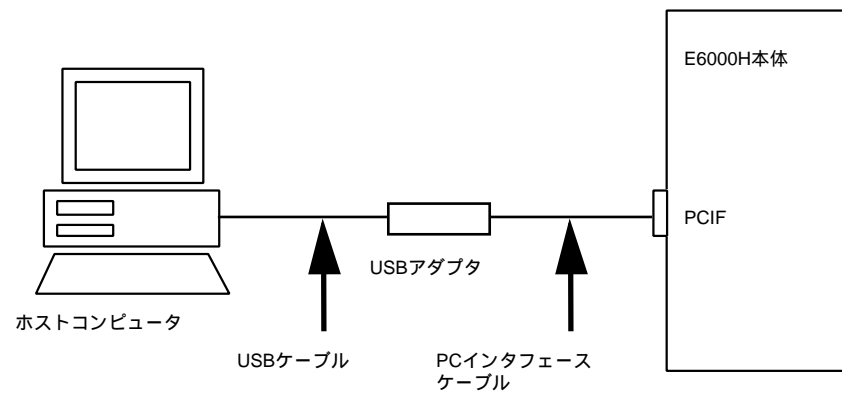 E6000H本体
PCIF
USBアダプタ
ホストコンピュータ
USBケーブル
PCインタフェース
ケーブル